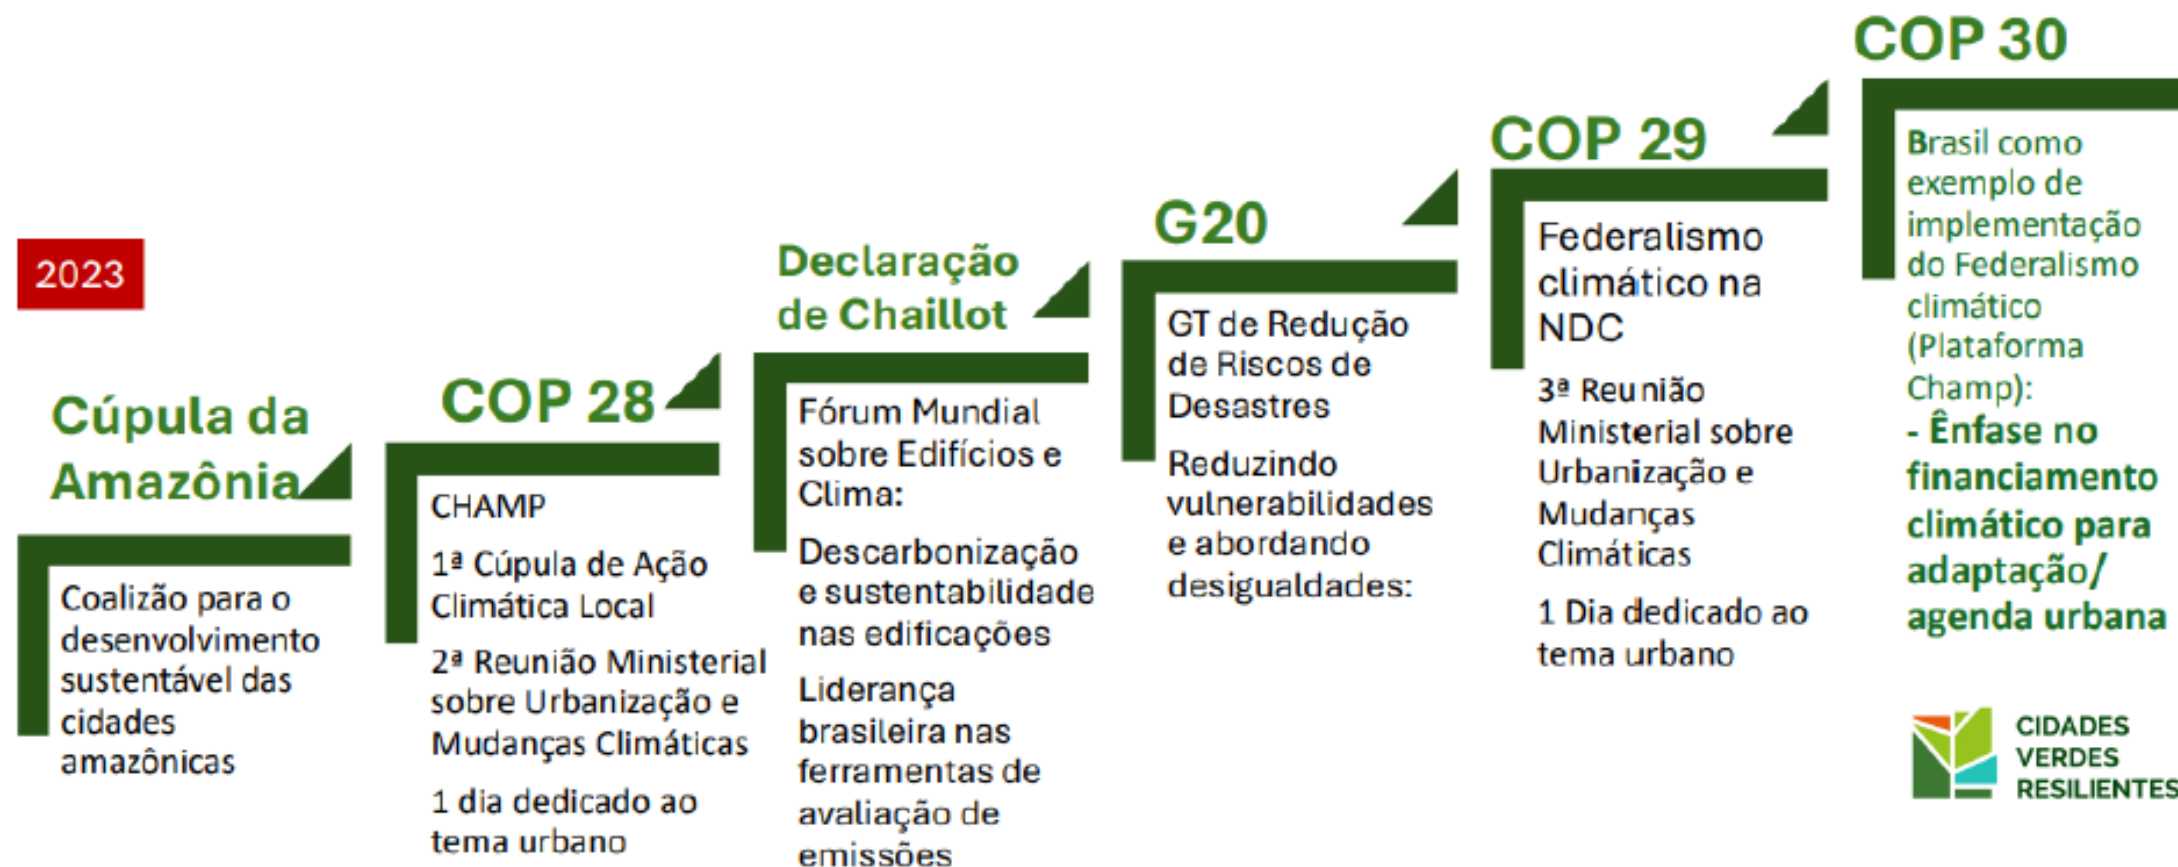 2023
Cúpula da
Amazônia
Coalizão para o
desenvolvimento
sustentável das
cidades
amazônicas
COP 28
CHAMP
1ª Cúpula de Ação
Climática Local
2ª Reunião Ministerial
sobre Urbanização e
Mudanças Climáticas
1 dia dedicado ao
tema urbano
Declaração
de Chaillot
Fórum Mundial
sobre Edifícios e
Clima:
Descarbonização
e sustentabilidade
nas edificações
Liderança
brasileira nas
ferramentas de
avaliação de
emissões
G20
GT de Redução
de Riscos de
Desastres
Reduzindo
vulnerabilidades
e abordando
desigualdades:
COP 29
Federalismo
climático na
NDC
3ª Reunião
Ministerial sobre
Urbanização e
Mudanças
Climáticas
1 Dia dedicado ao
tema urbano
COP 30
Brasil como
exemplo de
implementação
do Federalismo
climático
(Plataforma
Champ):
- Ênfase no
financiamento
climático para
adaptação/
agenda urbana
CIDADES
VERDES
RESILIENTES